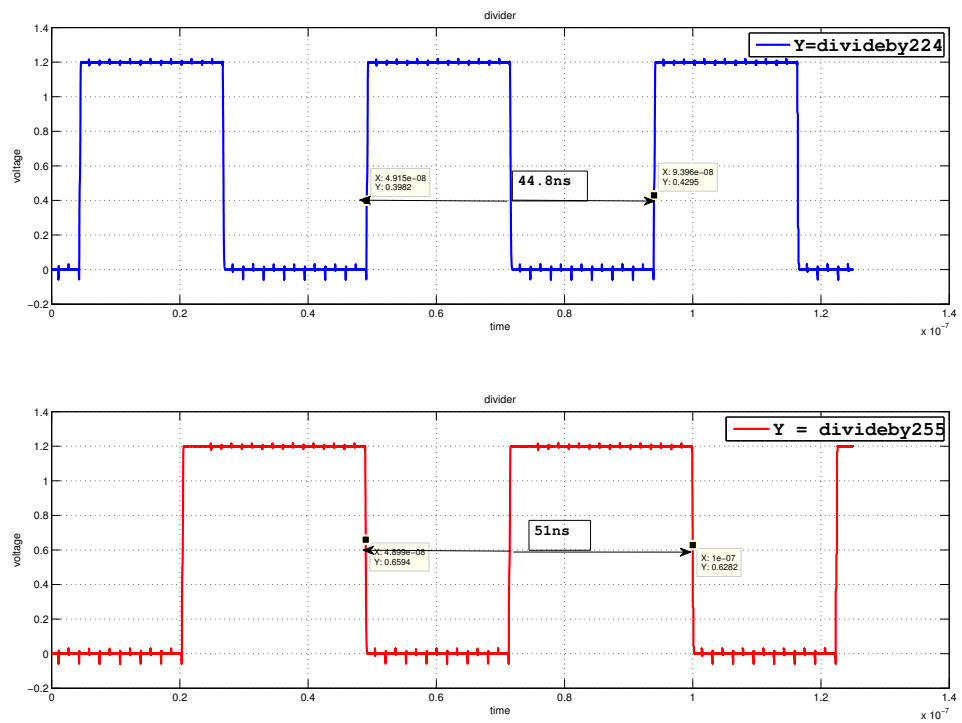 divider
Y=divideby224
1.4
1.2
1
0.8
0.6
0.4
0.2
0
−0.2
voltage
X: 4.915e−08
Y: 0.3982
44.8ns
X: 9.396e−08
Y: 0.4295
0 0.2 0.4 0.6 0.8 1 1.2 1.4
time
x 10⁻⁷
divider
Y = divideby255
1.4
1.2
1
0.8
0.6
0.4
0.2
0
−0.2
voltage
51ns
X: 4.899e−08
Y: 0.6594
X: 1e−07
Y: 0.6282
0 0.2 0.4 0.6 0.8 1 1.2 1.4
time
x 10⁻⁷